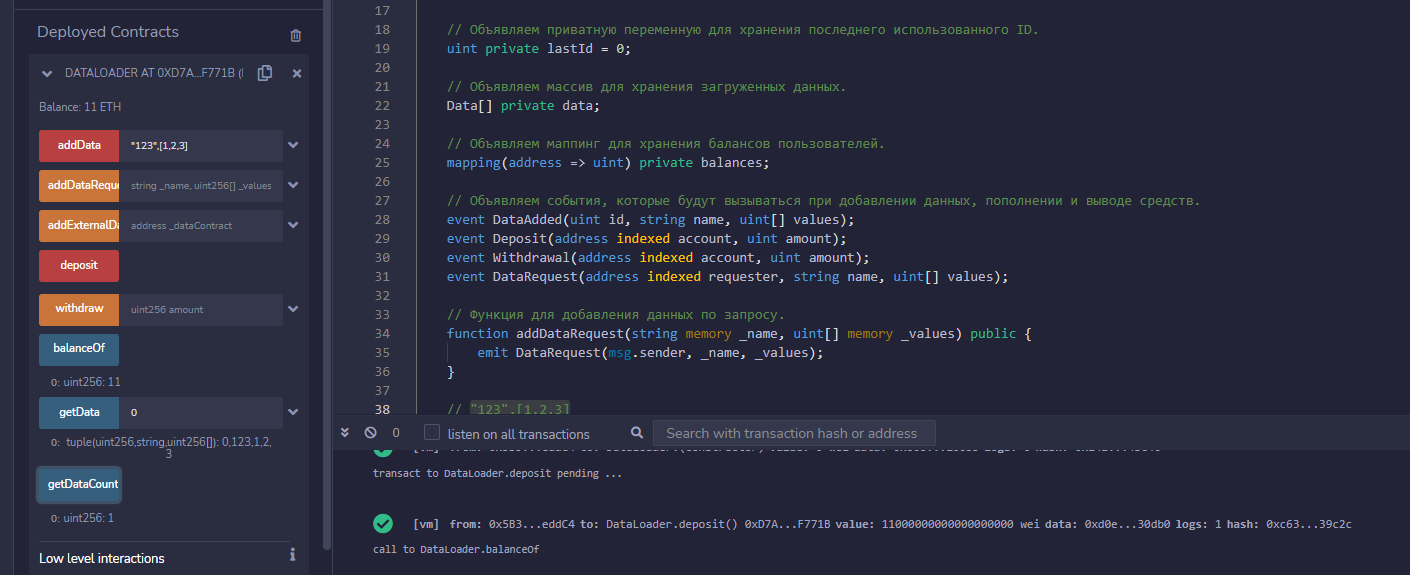 Deployed Contracts
DATALOADER AT 0XD7A...F771B (
Balance: 11 ETH
addData "123",[1,2,3]
addDataReque string _name, uint256[] _values
addExternalDa address _dataContract
deposit
withdraw uint256 amount
balanceOf
0: uint256: 11
getData 0
0: tuple(uint256,string,uint256[]): 0,123,1,2,
3
getDataCount
0: uint256: 1
Low level interactions
17
18 // Объявляем приватную переменную для хранения последнего использованного ID.
19 uint private lastId = 0;
20
21 // Объявляем массив для хранения загруженных данных.
22 Data[] private data;
23
24 // Объявляем маппинг для хранения балансов пользователей.
25 mapping(address => uint) private balances;
26
27 // Объявляем события, которые будут вызываться при добавлении данных, пополнении и выводе средств.
28 event DataAdded(uint id, string name, uint[] values);
29 event Deposit(address indexed account, uint amount);
30 event Withdrawal(address indexed account, uint amount);
31 event DataRequest(address indexed requester, string name, uint[] values);
32
33 // Функция для добавления данных по запросу.
34 function addDataRequest(string memory _name, uint[] memory _values) public {
35 emit DataRequest(msg.sender, _name, _values);
36 }
37
38 // "123",[1,2,3]
0 listen on all transactions Search with transaction hash or address
transact to DataLoader.deposit pending ...
[vm] from: 0x5B3...eddC4 to: DataLoader.deposit() 0xD7A...F771B value: 11000000000000000000 wei data: 0xd0e...30db0 logs: 1 hash: 0xc63...39c2c
call to DataLoader.balanceOf